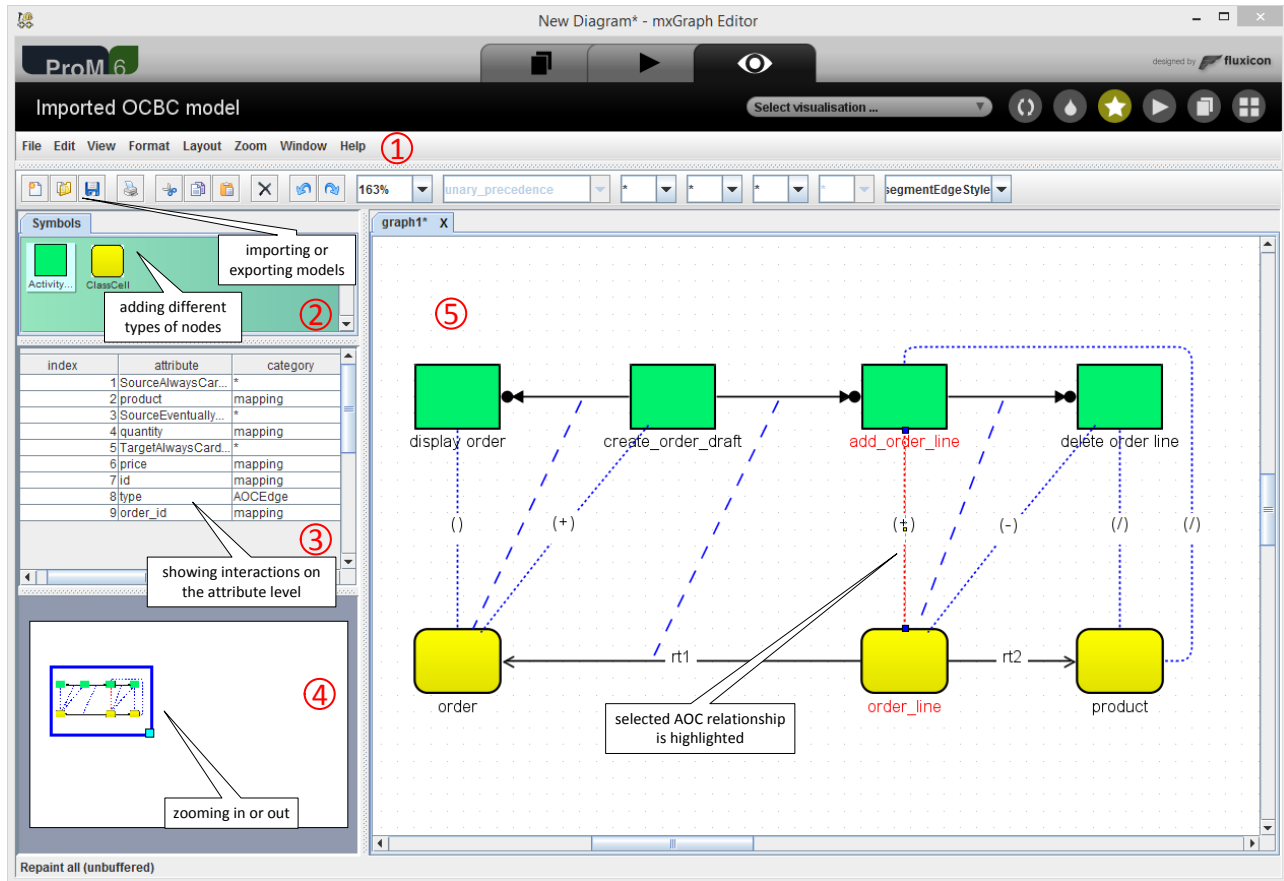 New Diagram* - mxGraph Editor
ProM 6
designed by fluxicon
Imported OCBC model
Select visualisation ...
File Edit View Format Layout Zoom Window Help
①
163%
unary_precedence
*
*
*
*
segmentEdgeStyle
Symbols
Activity...
ClassCell
importing or
exporting models
adding different
types of nodes
②
index attribute category
1 SourceAlwaysCar... *
2 product mapping
3 SourceEventually... *
4 quantity mapping
5 TargetAlwaysCard... *
6 price mapping
7 id mapping
8 type AOCEdge
9 order_id mapping
③
showing interactions on
the attribute level
④
zooming in or out
graph1* X
⑤
display order
create_order_draft
add_order_line
delete order line
()
(+)
(+)
(-)
(/)
(/)
rt1
rt2
order
order_line
product
selected AOC relationship
is highlighted
Repaint all (unbuffered)